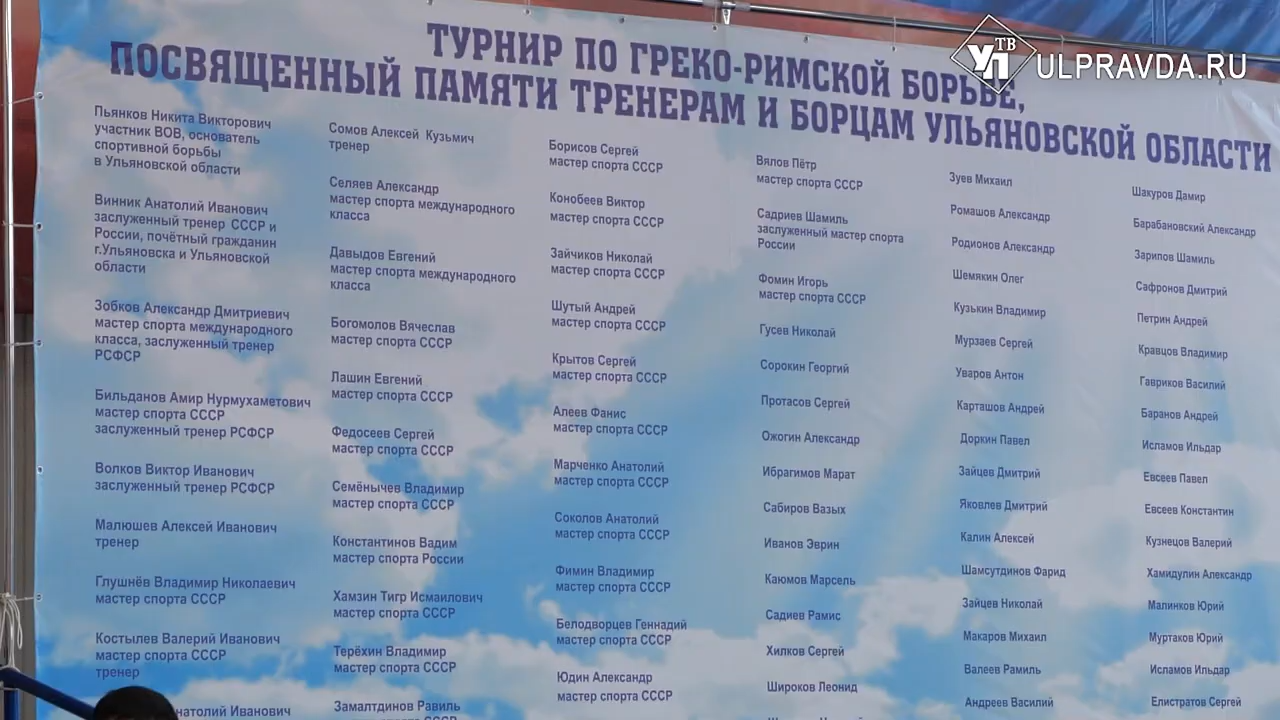 УП ТВ ULPRAVDA.RU
ТУРНИР ПО ГРЕКО-РИМСКОЙ БОРЬБЕ,
ПОСВЯЩЕННЫЙ ПАМЯТИ ТРЕНЕРАМ И БОРЦАМ УЛЬЯНОВСКОЙ ОБЛАСТИ
Пьянков Никита Викторович
участник ВОВ, основатель
спортивной борьбы
в Ульяновской области
Винник Анатолий Иванович
заслуженный тренер СССР и
России, почётный гражданин
г.Ульяновска и Ульяновской
области
Зобков Александр Дмитриевич
мастер спорта международного
класса, заслуженный тренер
РСФСР
Бильданов Амир Нурмухаметович
мастер спорта СССР
заслуженный тренер РСФСР
Волков Виктор Иванович
заслуженный тренер РСФСР
Малюшев Алексей Иванович
тренер
Глушнёв Владимир Николаевич
мастер спорта СССР
Костылев Валерий Иванович
мастер спорта СССР
тренер
Иванович
Сомов Алексей Кузьмич
тренер
Селяев Александр
мастер спорта международного
класса
Давыдов Евгений
мастер спорта международного
класса
Богомолов Вячеслав
мастер спорта СССР
Лашин Евгений
мастер спорта СССР
Федосеев Сергей
мастер спорта СССР
Семёнычев Владимир
мастер спорта СССР
Константинов Вадим
мастер спорта России
Хамзин Тигр Исмаилович
мастер спорта СССР
Терёхин Владимир
мастер спорта СССР
Замалтдинов Равиль
Борисов Сергей
мастер спорта СССР
Конобеев Виктор
мастер спорта СССР
Зайчиков Николай
мастер спорта СССР
Шутый Андрей
мастер спорта СССР
Крытов Сергей
мастер спорта СССР
Алеев Фанис
мастер спорта СССР
Марченко Анатолий
мастер спорта СССР
Соколов Анатолий
мастер спорта СССР
Фимин Владимир
мастер спорта СССР
Белодворцев Геннадий
мастер спорта СССР
Юдин Александр
мастер спорта СССР
Вялов Пётр
мастер спорта СССР
Садриев Шамиль
заслуженный мастер спорта
России
Фомин Игорь
мастер спорта СССР
Гусев Николай
Сорокин Георгий
Протасов Сергей
Ожогин Александр
Ибрагимов Марат
Сабиров Вазых
Иванов Эврин
Каюмов Марсель
Садиев Рамис
Хилков Сергей
Широков Леонид
Зуев Михаил
Ромашов Александр
Родионов Александр
Шемякин Олег
Кузькин Владимир
Мурзаев Сергей
Уваров Антон
Карташов Андрей
Доркин Павел
Зайцев Дмитрий
Яковлев Дмитрий
Калин Алексей
Шамсутдинов Фарид
Зайцев Николай
Макаров Михаил
Валеев Рамиль
Андреев Василий
Шакуров Дамир
Барабановский Александр
Зарипов Шамиль
Сафронов Дмитрий
Петрин Андрей
Кравцов Владимир
Гавриков Василий
Баранов Андрей
Исламов Ильдар
Евсеев Павел
Евсеев Константин
Кузнецов Валерий
Хамидулин Александр
Малинков Юрий
Муртаков Юрий
Исламов Ильдар
Елистратов Сергей